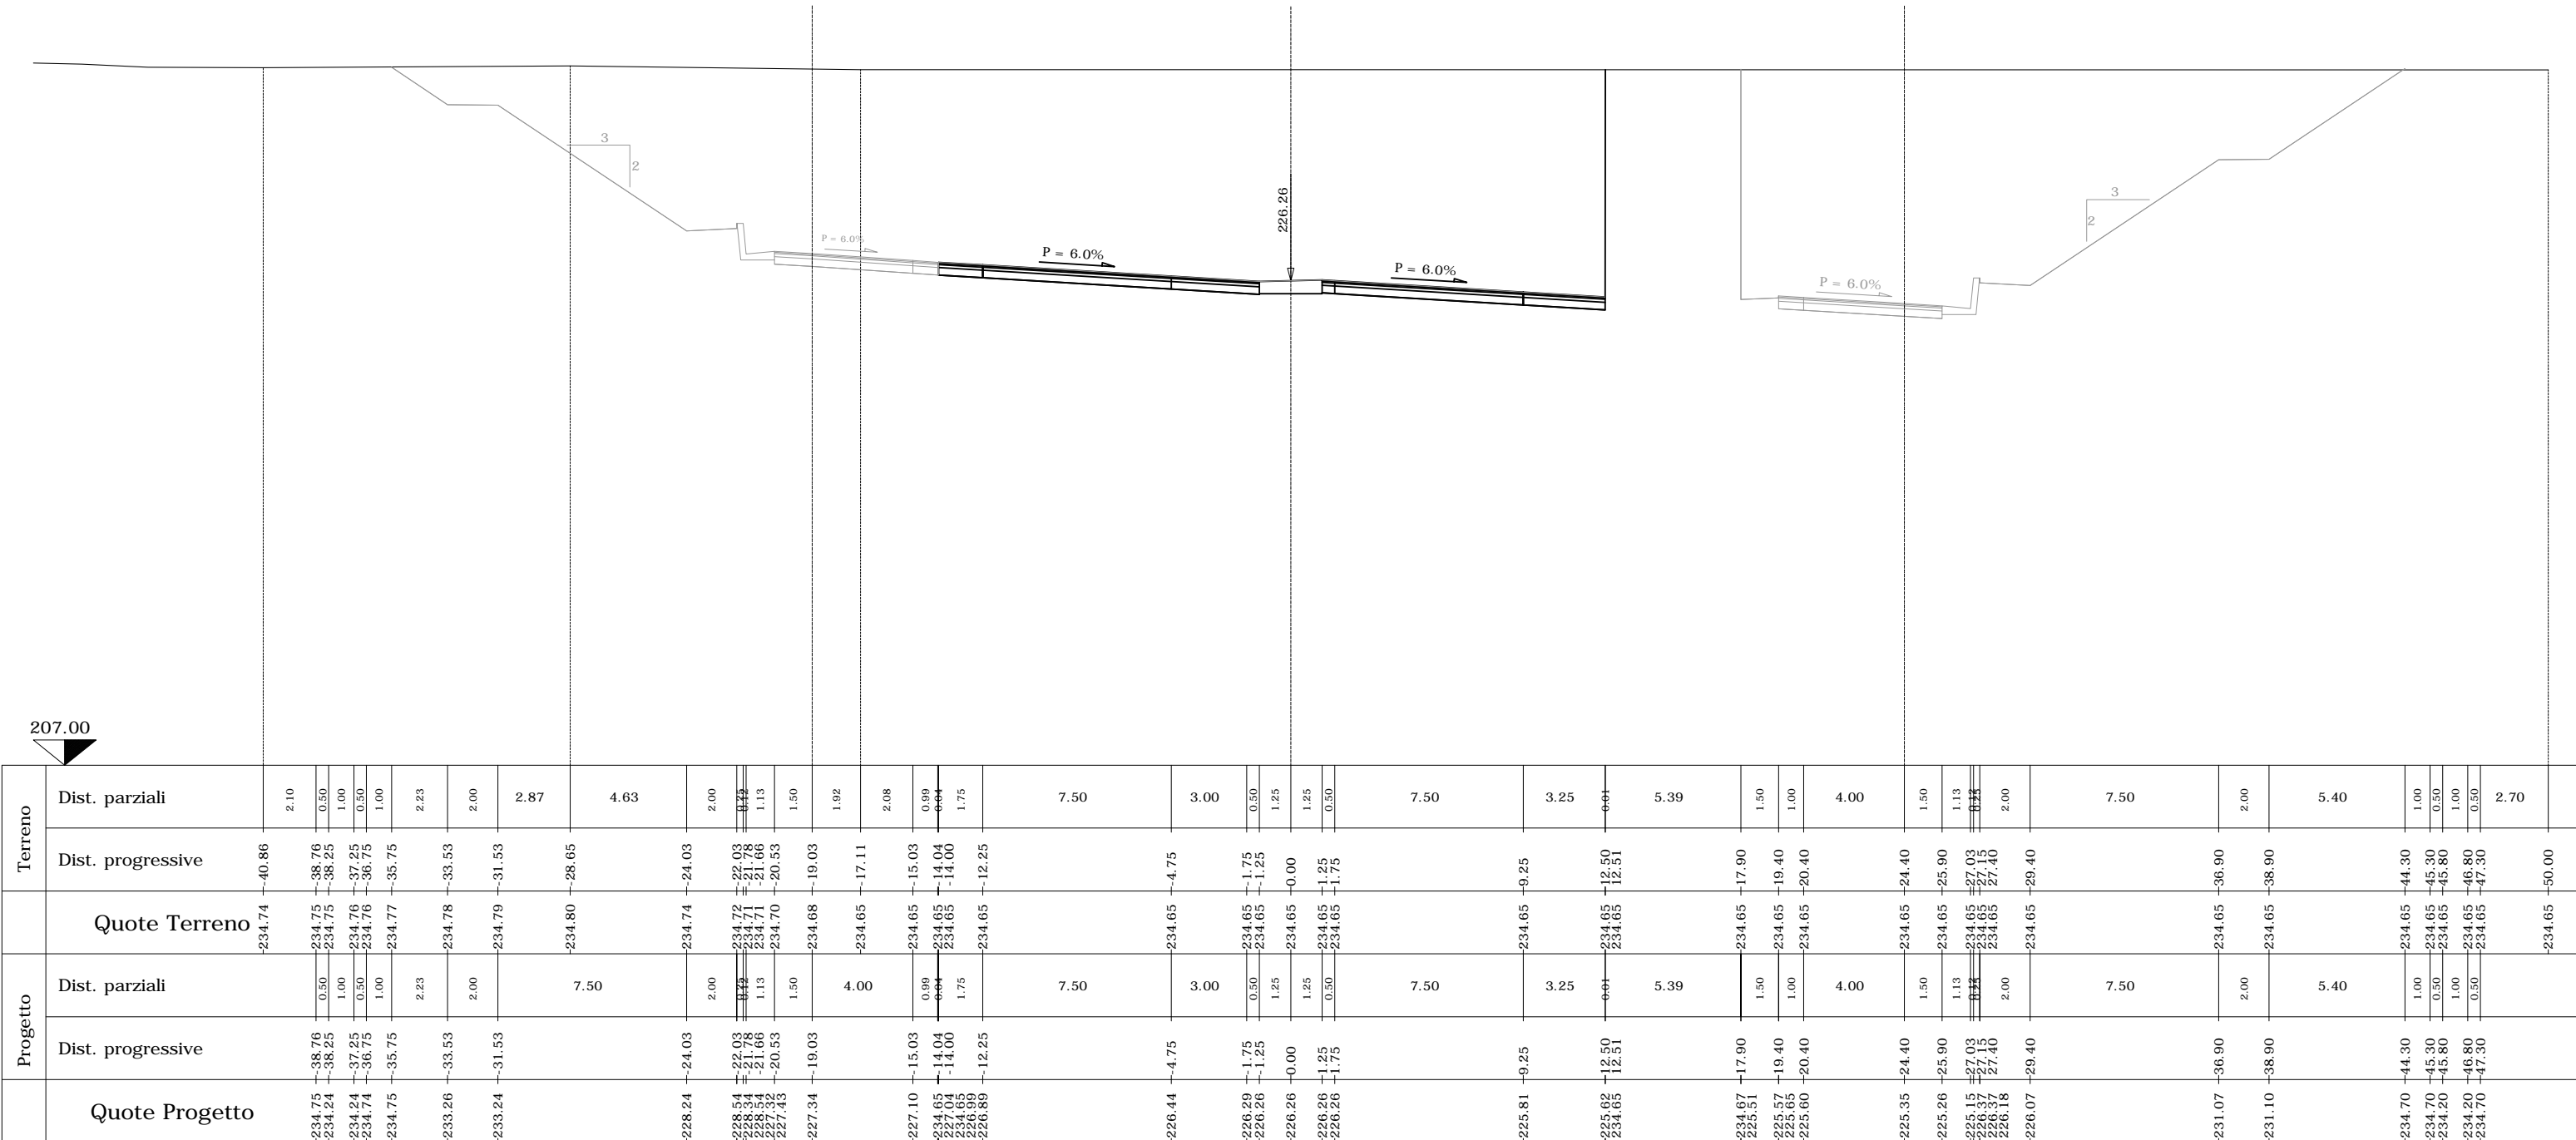 3
2
P = 6.0%
P = 6.0%
226.26
P = 6.0%
P = 6.0%
3
2
207.00
Terreno
Dist. parziali
2.10 0.50 1.00 0.50 1.00 2.23 2.00 2.87 4.63 2.00 0.25 0.12 1.13 1.50 1.92 2.08 0.99 0.04 1.75 7.50 3.00 0.50 1.25 1.25 0.50 7.50 3.25 0.01 5.39 1.50 1.00 4.00 1.50 1.13 0.12 0.25 2.00 7.50 2.00 5.40 1.00 0.50 1.00 0.50 2.70
Dist. progressive
-40.86 -38.76 -38.25 -37.25 -36.75 -35.75 -33.53 -31.53 -28.65 -24.03 -22.03 -21.78 -21.66 -20.53 -19.03 -17.11 -15.03 -14.04 -14.00 -12.25 -4.75 -1.75 -1.25 0.00 1.25 1.75 9.25 12.50 12.51 17.90 19.40 20.40 24.40 25.90 27.03 27.15 27.40 29.40 36.90 38.90 44.30 45.30 45.80 46.80 47.30 50.00
Quote Terreno
234.74 234.75 234.75 234.76 234.76 234.77 234.78 234.79 234.80 234.74 234.72 234.71 234.71 234.70 234.68 234.65 234.65 234.65 234.65 234.65 234.65 234.65 234.65 234.65 234.65 234.65 234.65 234.65 234.65 234.65 234.65 234.65 234.65 234.65 234.65 234.65 234.65 234.65 234.65 234.65 234.65 234.65 234.65 234.65 234.65 234.65
Progetto
Dist. parziali
0.50 1.00 0.50 1.00 2.23 2.00 7.50 2.00 0.25 0.12 1.13 1.50 4.00 0.99 0.04 1.75 7.50 3.00 0.50 1.25 1.25 0.50 7.50 3.25 0.01 5.39 1.50 1.00 4.00 1.50 1.13 0.12 0.25 2.00 7.50 2.00 5.40 1.00 0.50 1.00 0.50
Dist. progressive
-38.76 -38.25 -37.25 -36.75 -35.75 -33.53 -31.53 -24.03 -22.03 -21.78 -21.66 -20.53 -19.03 -15.03 -14.04 -14.00 -12.25 -4.75 -1.75 -1.25 0.00 1.25 1.75 9.25 12.50 12.51 17.90 19.40 20.40 24.40 25.90 27.03 27.15 27.40 29.40 36.90 38.90 44.30 45.30 45.80 46.80 47.30
Quote Progetto
234.75 234.24 234.24 234.74 234.75 233.26 233.24 228.24 228.54 228.34 228.54 227.32 227.43 227.34 227.10 234.65 227.04 234.65 226.99 226.89 226.44 226.29 226.26 226.26 226.26 226.26 225.81 225.62 234.65 234.67 225.51 225.57 225.65 225.60 225.35 225.26 225.15 226.37 226.37 226.18 226.07 231.07 231.10 234.70 234.70 234.20 234.20 234.70